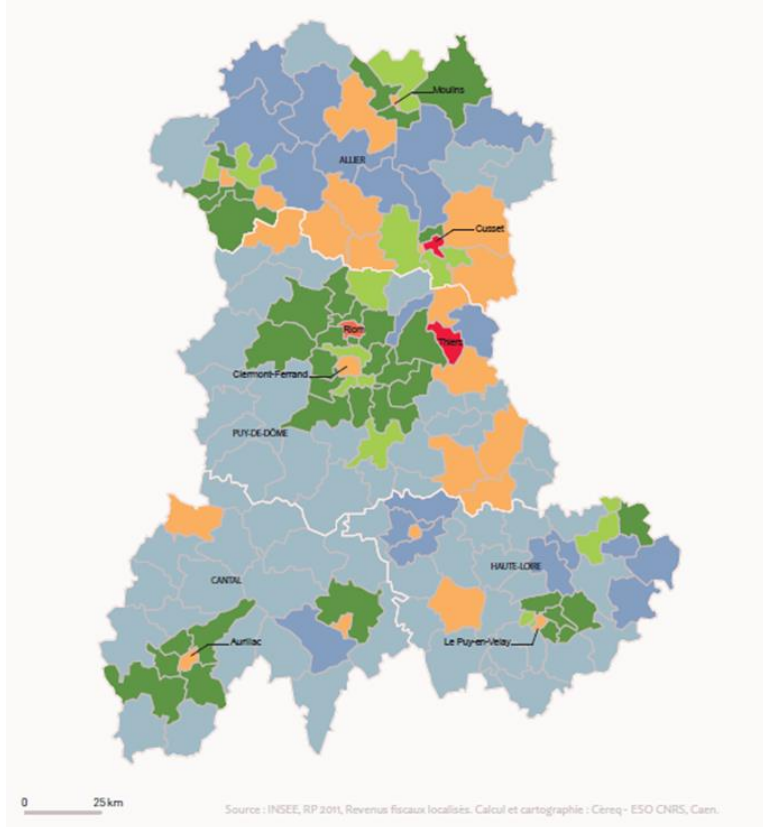 Moulins
ALLIER
Cusset
Riom
Thiers
Clermont-Ferrand
PUY-DE-DÔME
HAUTE-LOIRE
CANTAL
Aurillac
Le Puy-en-Velay
0 25 km
Source : INSEE, RP 2011, Revenus fiscaux localisés. Calcul et cartographie : Céreq - ESO CNRS, Caen.